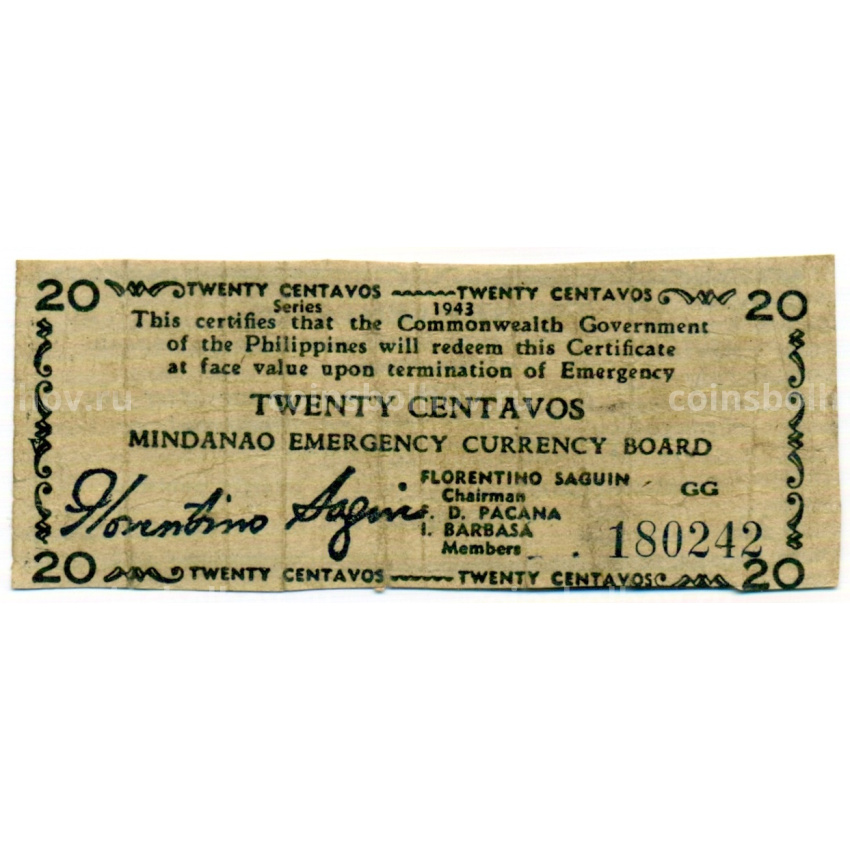 20 TWENTY CENTAVOS TWENTY CENTAVOS 20
Series 1943
This certifies that the Commonwealth Government
of the Philippines will redeem this Certificate
at face value upon termination of Emergency
TWENTY CENTAVOS
MINDANAO EMERGENCY CURRENCY BOARD
Florentino Saguin
FLORENTINO SAGUIN
Chairman
F. D. PACANA
I. BARBASA
Members
GG
180242
20 TWENTY CENTAVOS TWENTY CENTAVOS 20